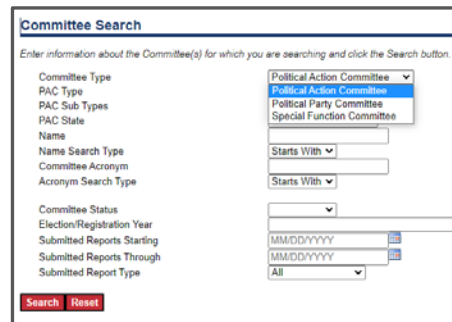 Committee Search
Enter information about the Committee(s) for which you are searching and click the Search button.
Committee Type Political Action Committee
PAC Type Political Action Committee
PAC Sub Types Political Party Committee
PAC State Special Function Committee
Name
Name Search Type Starts With
Committee Acronym
Acronym Search Type Starts With
Committee Status
Election/Registration Year
Submitted Reports Starting MM/DD/YYYY
Submitted Reports Through MM/DD/YYYY
Submitted Report Type All
Search Reset